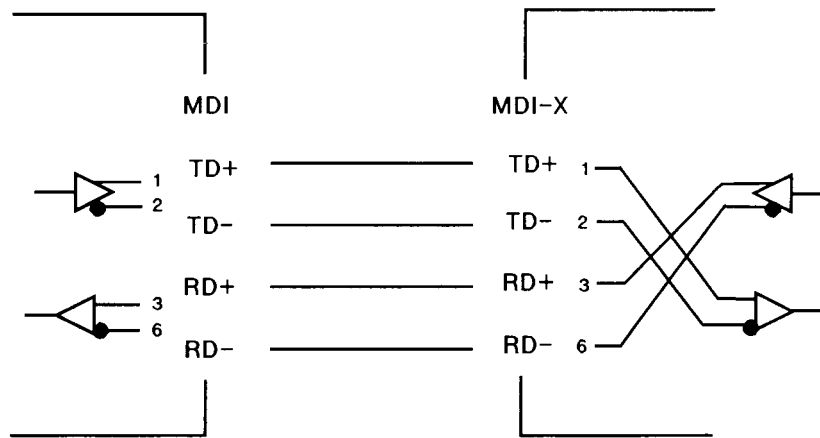 MDI MDI-X
1 TD+ TD+ 1
2 TD- TD- 2
3 RD+ RD+ 3
6 RD- RD- 6